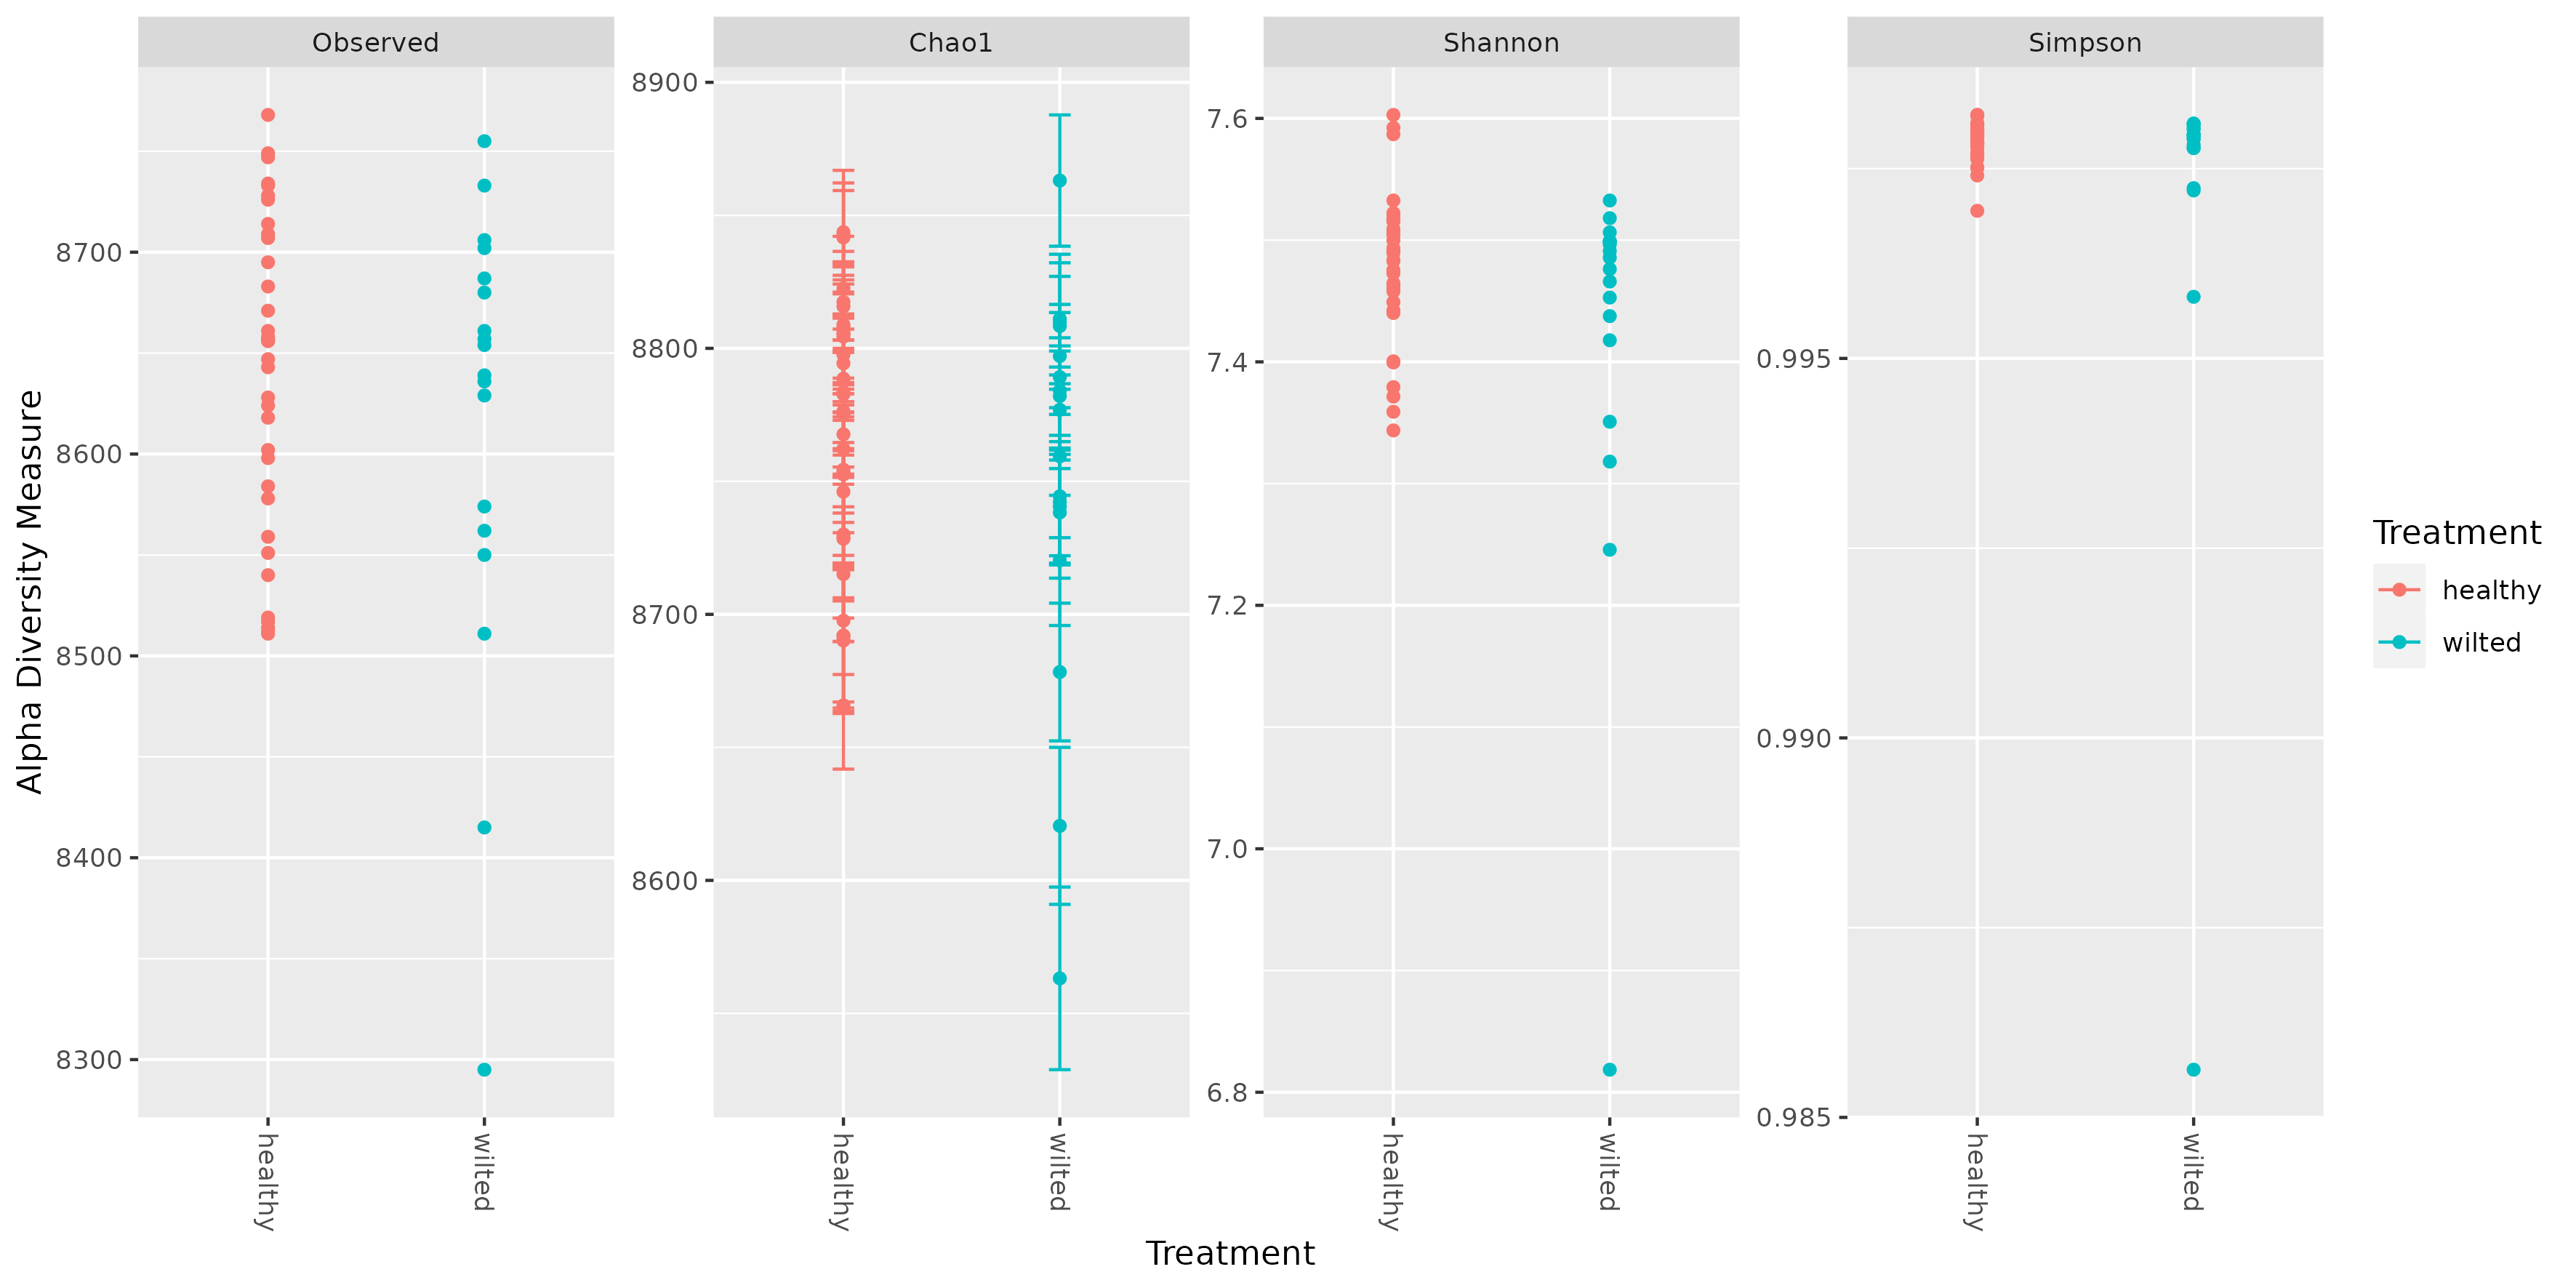 Observed
Chao1
Shannon
Simpson
Alpha Diversity Measure
8700
8600
8500
8400
8300
8900
8800
8700
8600
7.6
7.4
7.2
7.0
6.8
0.995
0.990
0.985
healthy
wilted
healthy
wilted
healthy
wilted
healthy
wilted
Treatment
Treatment
healthy
wilted